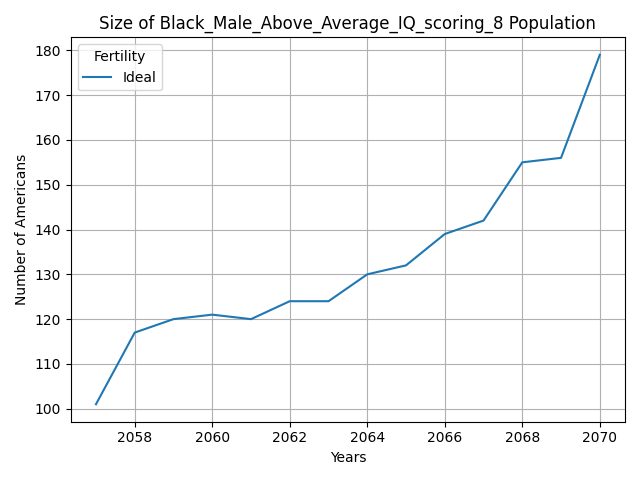 Size of Black_Male_Above_Average_IQ_scoring_8 Population
Fertility
Ideal
Number of Americans
180
170
160
150
140
130
120
110
100
2058 2060 2062 2064 2066 2068 2070
Years